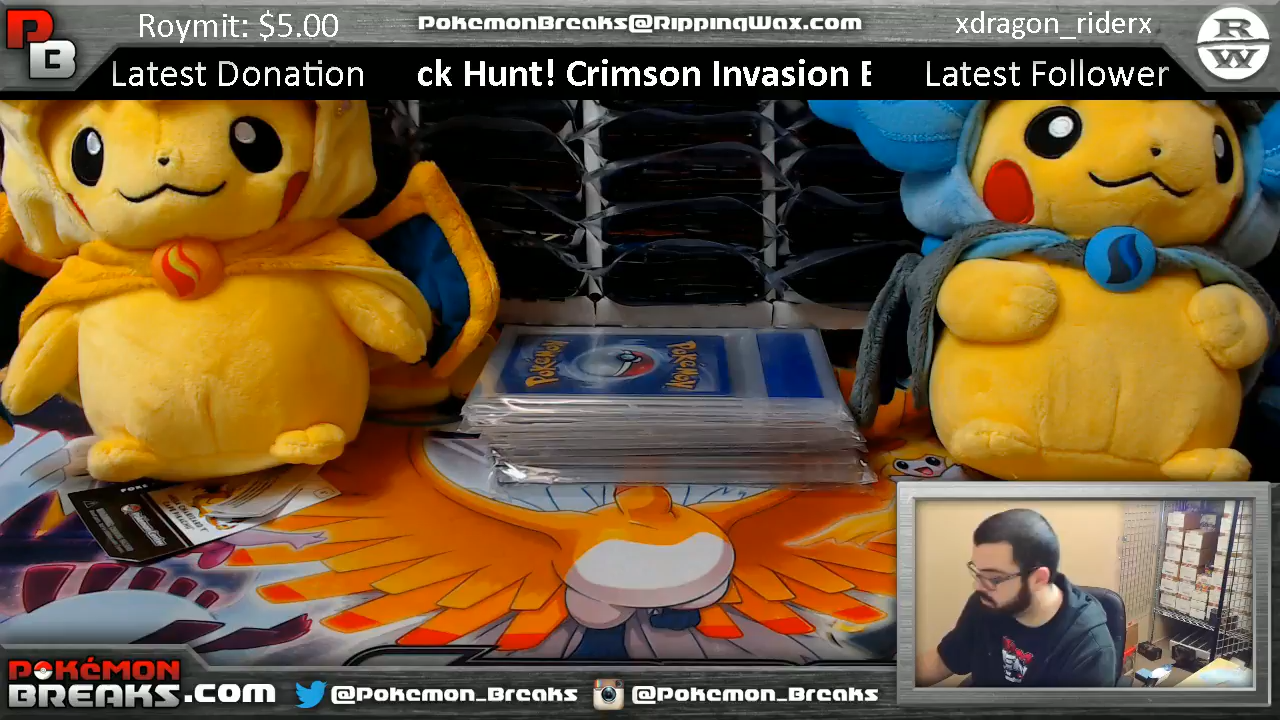 Roymit: $5.00
PokemonBreaks@RippingWax.com
xdragon_riderx
PB
RW
Latest Donation
ck Hunt! Crimson Invasion B
Latest Follower
POKéMON
POKéMON
POKé
POKéMON
BREAKS.com
@Pokemon_Breaks
@Pokemon_Breaks